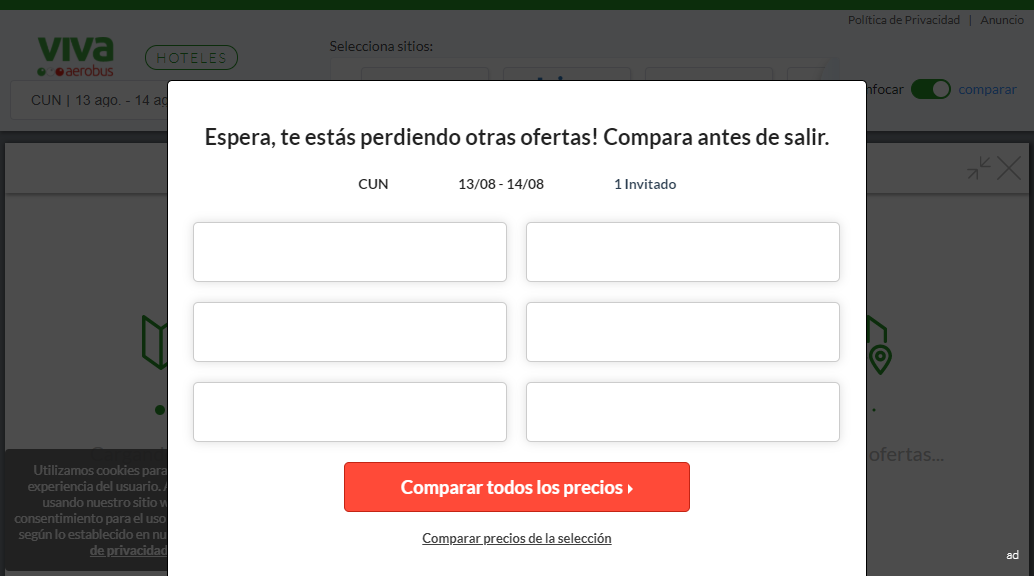 Política de Privacidad | Anuncio
viva
aerobus
HOTELES
Selecciona sitios:
CUN | 13 ago. - 14 ag
nfocar
comparar
Espera, te estás perdiendo otras ofertas! Compara antes de salir.
CUN 13/08 - 14/08 1 Invitado
ofertas...
Utilizamos cookies para
experiencia del usuario. A
usando nuestro sitio w
consentimiento para el uso
según lo establecido en nu
de privacidad
Comparar todos los precios
Comparar precios de la selección
ad